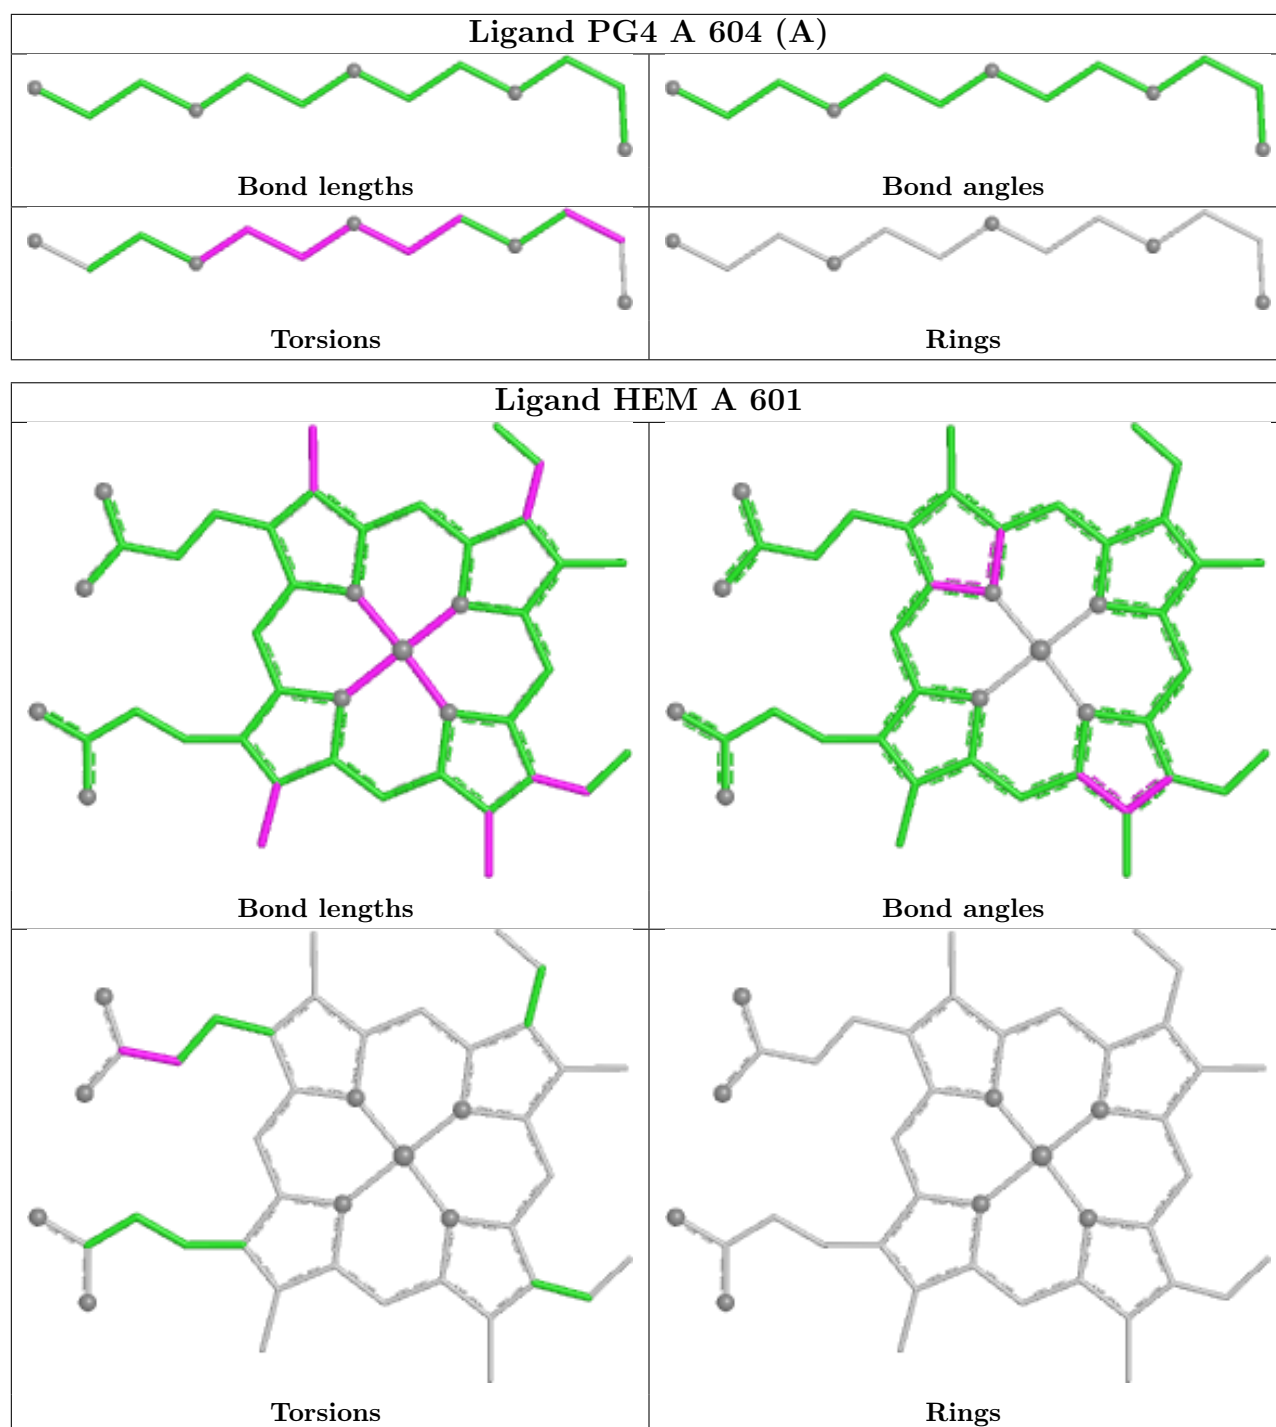 Ligand PG4 A 604 (A)
Bond lengths
Bond angles
Torsions
Rings
Ligand HEM A 601
Bond lengths
Bond angles
Torsions
Rings